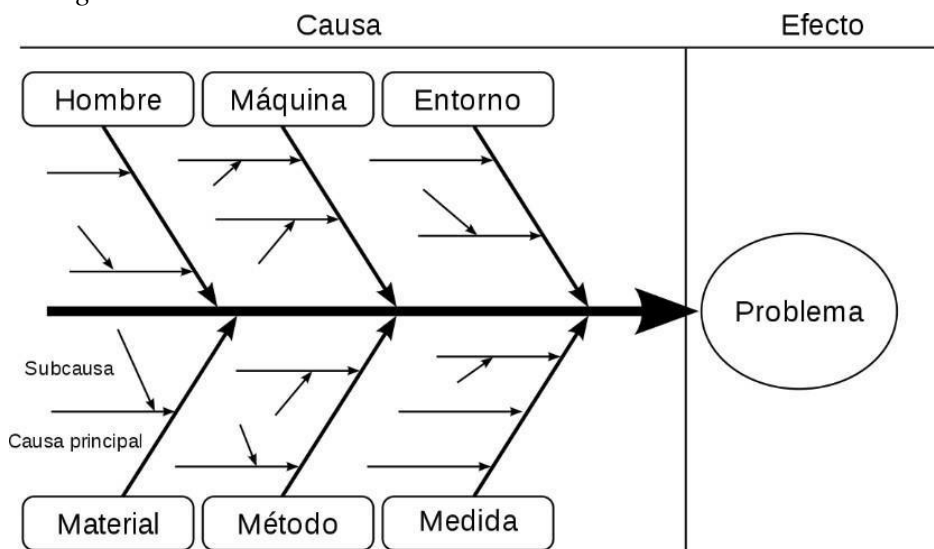 Causa
Efecto
Hombre
Máquina
Entorno
Problema
Subcausa
Causa principal
Material
Método
Medida